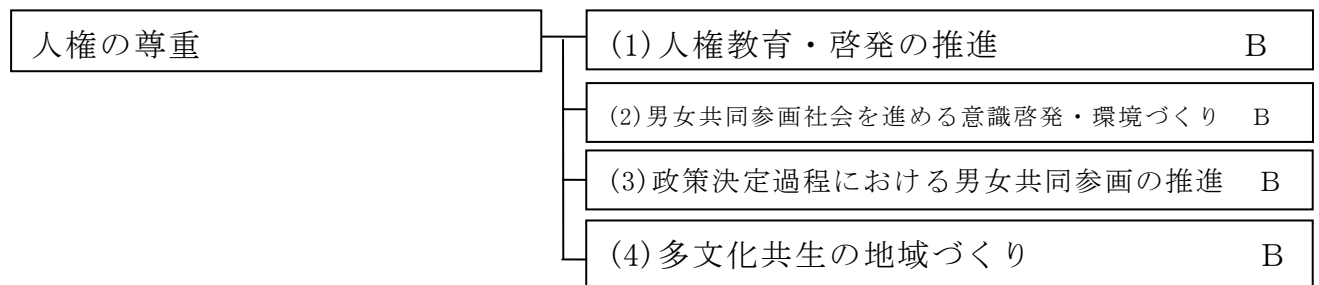 人権の尊重
(1)人権教育・啓発の推進 B
(2)男女共同参画社会を進める意識啓発・環境づくり B
(3)政策決定過程における男女共同参画の推進 B
(4)多文化共生の地域づくり B